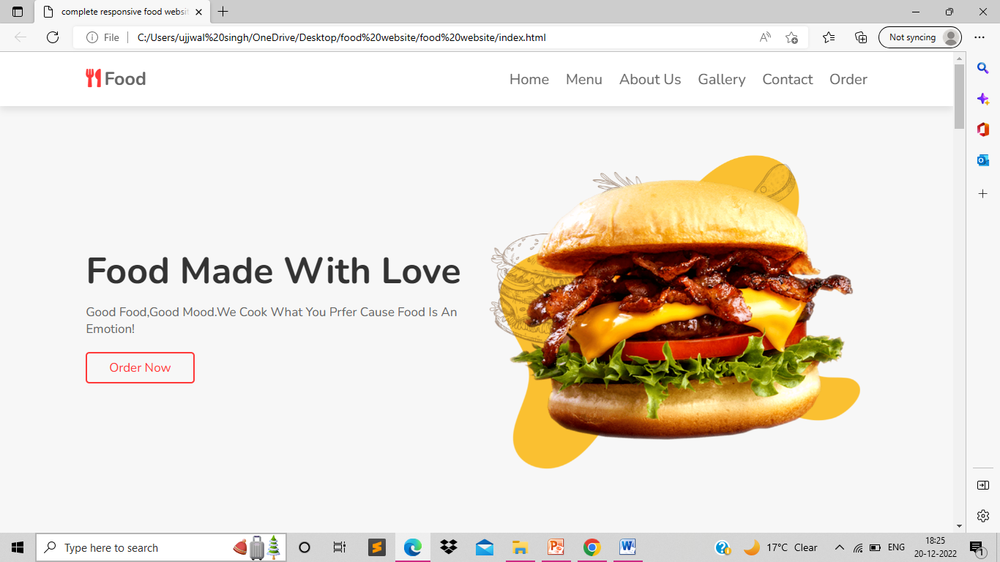 complete responsive food websi
File
C:/Users/ujjwal%20singh/OneDrive/Desktop/food%20website/food%20website/index.html
Not syncing
Food
Home Menu About Us Gallery Contact Order
Food Made With Love
Good Food,Good Mood.We Cook What You Prfer Cause Food Is An
Emotion!
Order Now
Type here to search
17°C Clear
ENG
18:25
20-12-2022
1